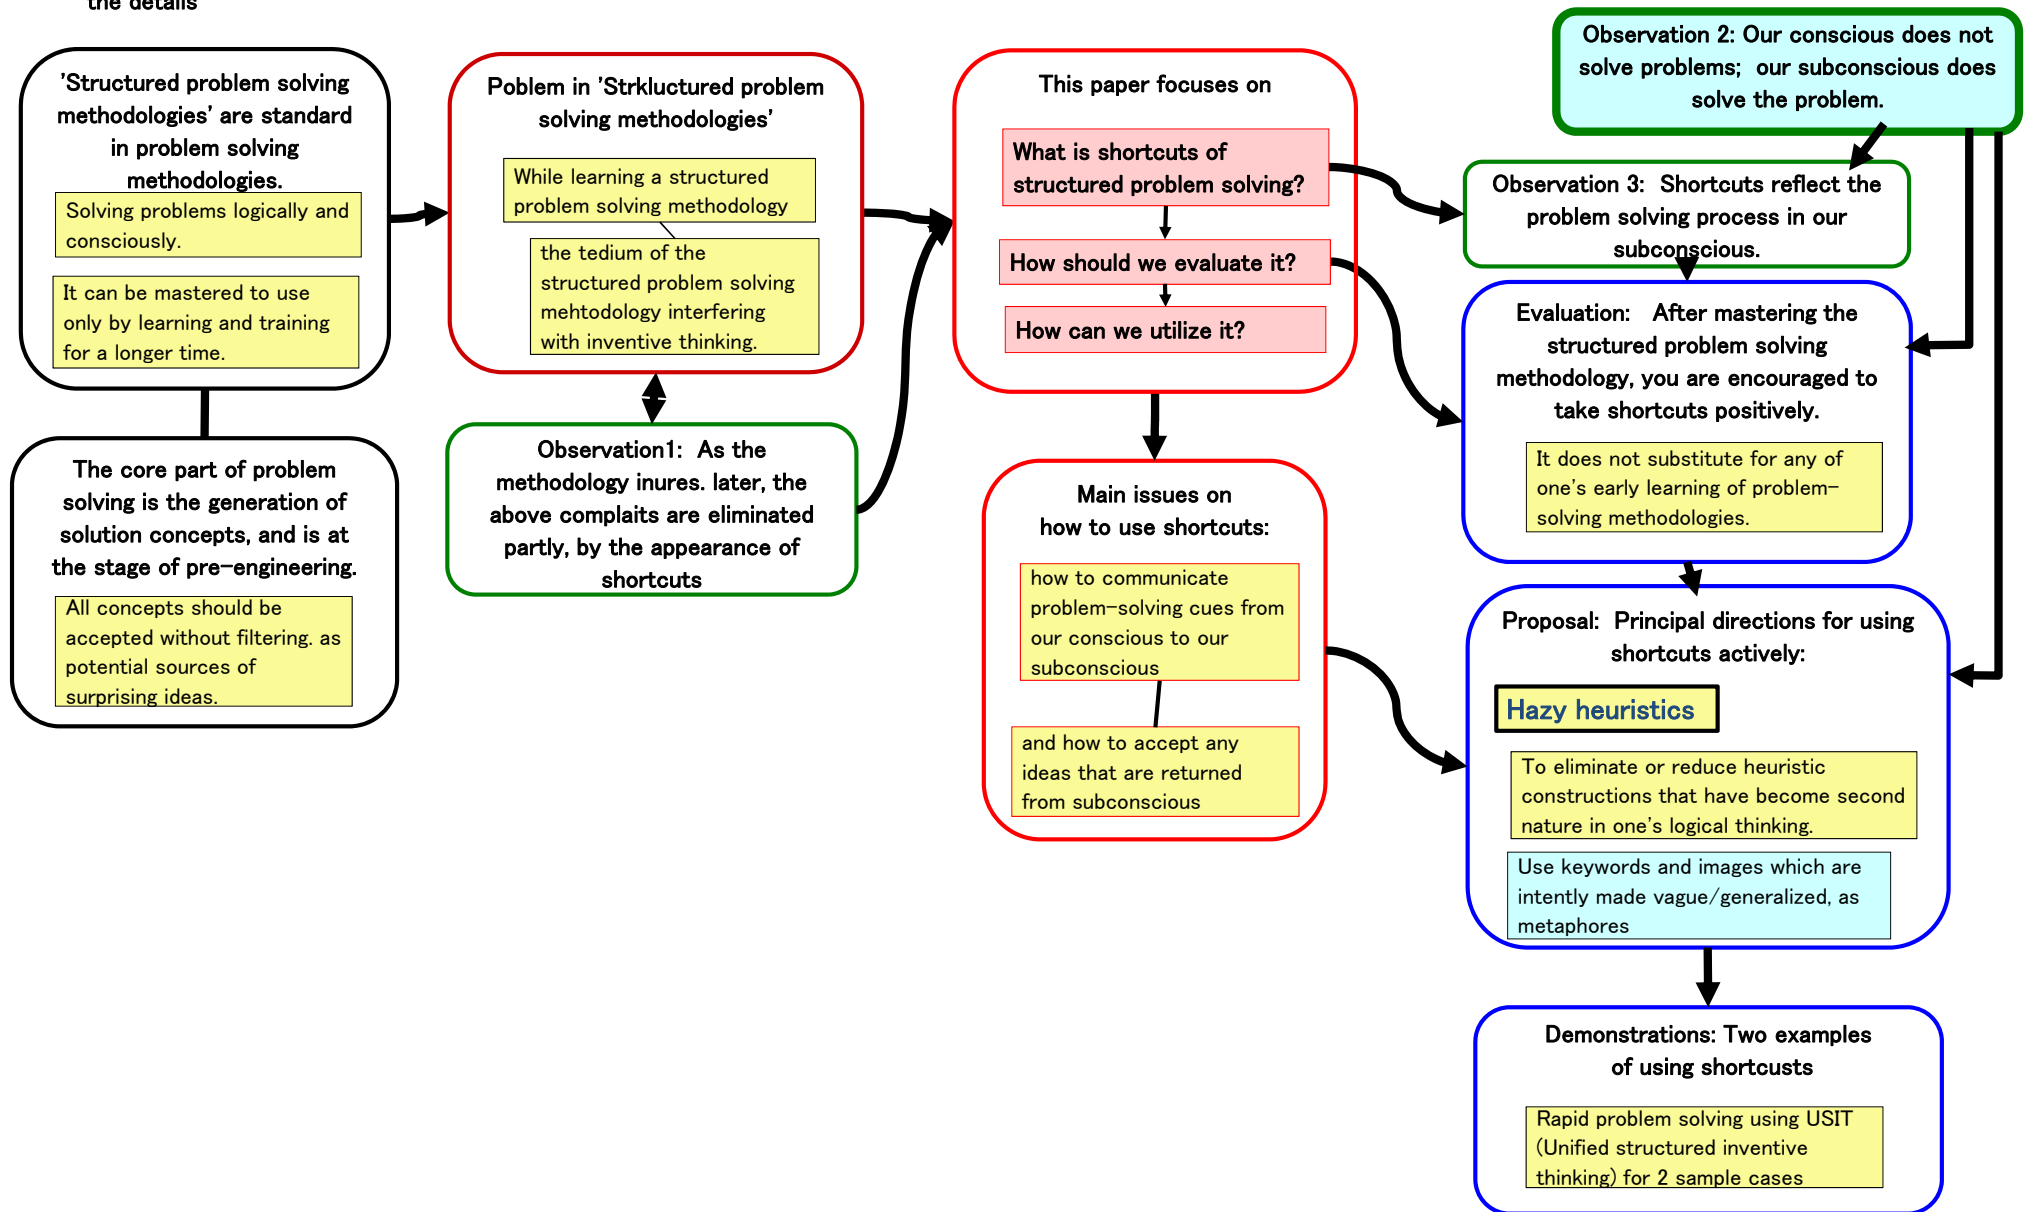 the details
'Structured problem solving
methodologies' are standard
in problem solving
methodologies.
Solving problems logically and
consciously.
It can be mastered to use
only by learning and training
for a longer time.
The core part of problem
solving is the generation of
solution concepts, and is at
the stage of pre-engineering.
All concepts should be
accepted without filtering. as
potential sources of
surprising ideas.
Poblem in 'Strkluctured problem
solving methodologies'
While learning a structured
problem solving methodology
the tedium of the
structured problem solving
mehtodology interfering
with inventive thinking.
Observation1: As the
methodology inures. later, the
above complaits are eliminated
partly, by the appearance of
shortcuts
This paper focuses on
What is shortcuts of
structured problem solving?
How should we evaluate it?
How can we utilize it?
Main issues on
how to use shortcuts:
how to communicate
problem-solving cues from
our conscious to our
subconscious
and how to accept any
ideas that are returned
from subconscious
Observation 2: Our conscious does not
solve problems; our subconscious does
solve the problem.
Observation 3: Shortcuts reflect the
problem solving process in our
subconscious.
Evaluation: After mastering the
structured problem solving
methodology, you are encouraged to
take shortcuts positively.
It does not substitute for any of
one's early learning of problem-
solving methodologies.
Proposal: Principal directions for using
shortcuts actively:
Hazy heuristics
To eliminate or reduce heuristic
constructions that have become second
nature in one's logical thinking.
Use keywords and images which are
intently made vague/generalized, as
metaphores
Demonstrations: Two examples
of using shortcusts
Rapid problem solving using USIT
(Unified structured inventive
thinking) for 2 sample cases